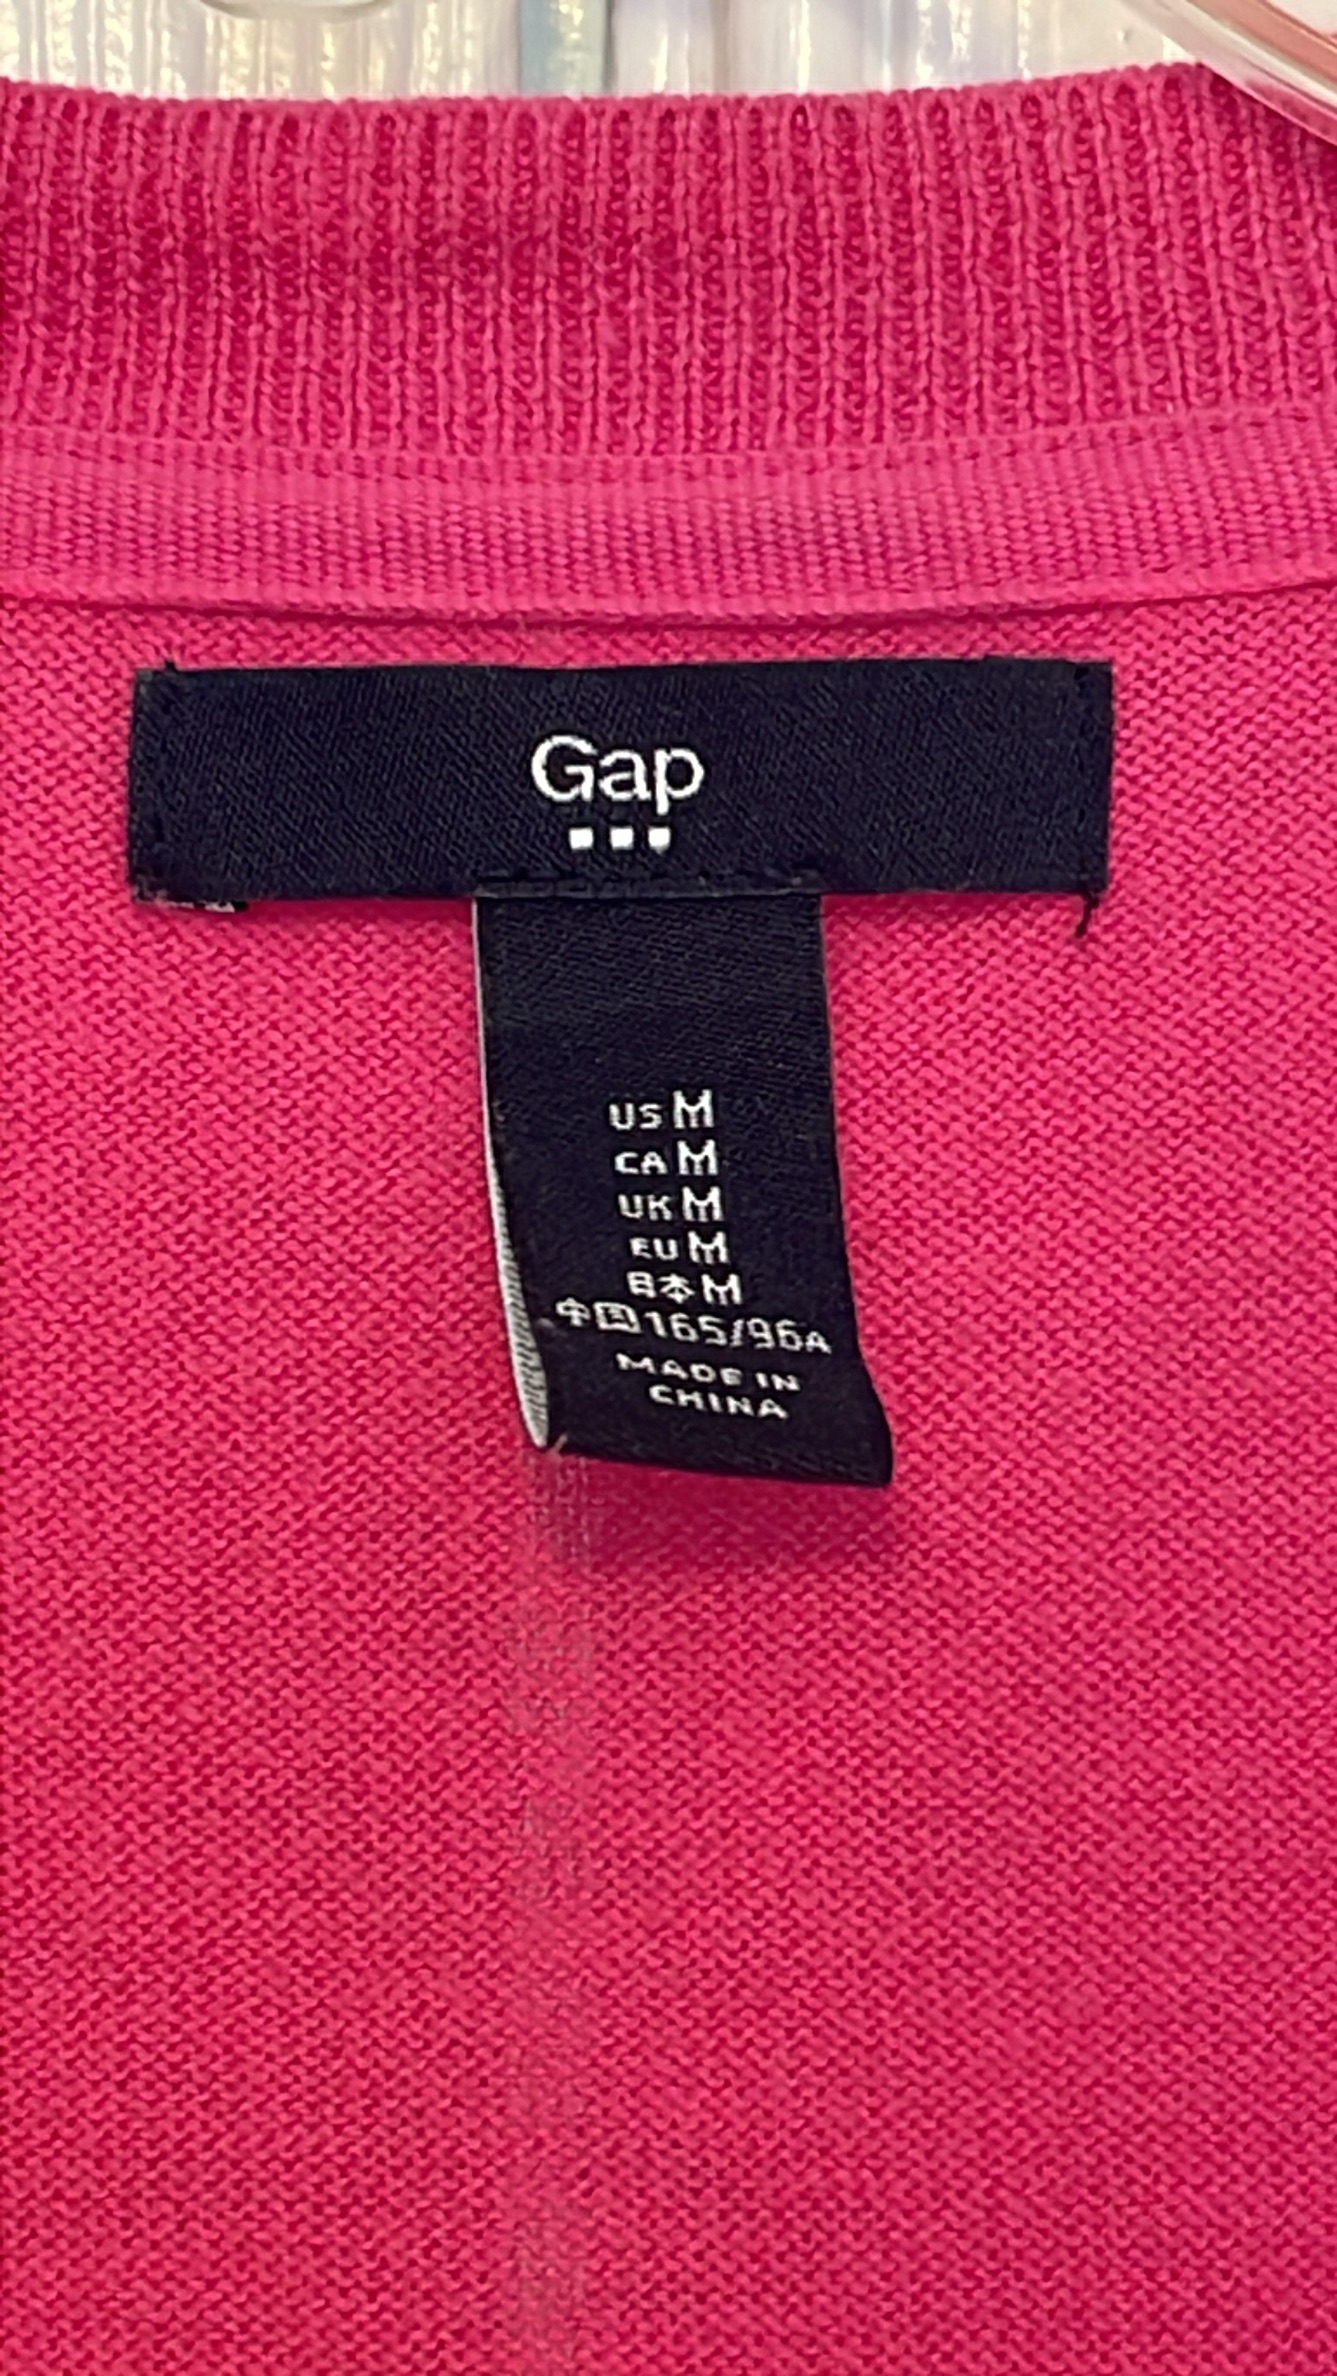 Gap
US M
CA M
UK M
EU M
日本 M
中国 165/96A
MADE IN
CHINA